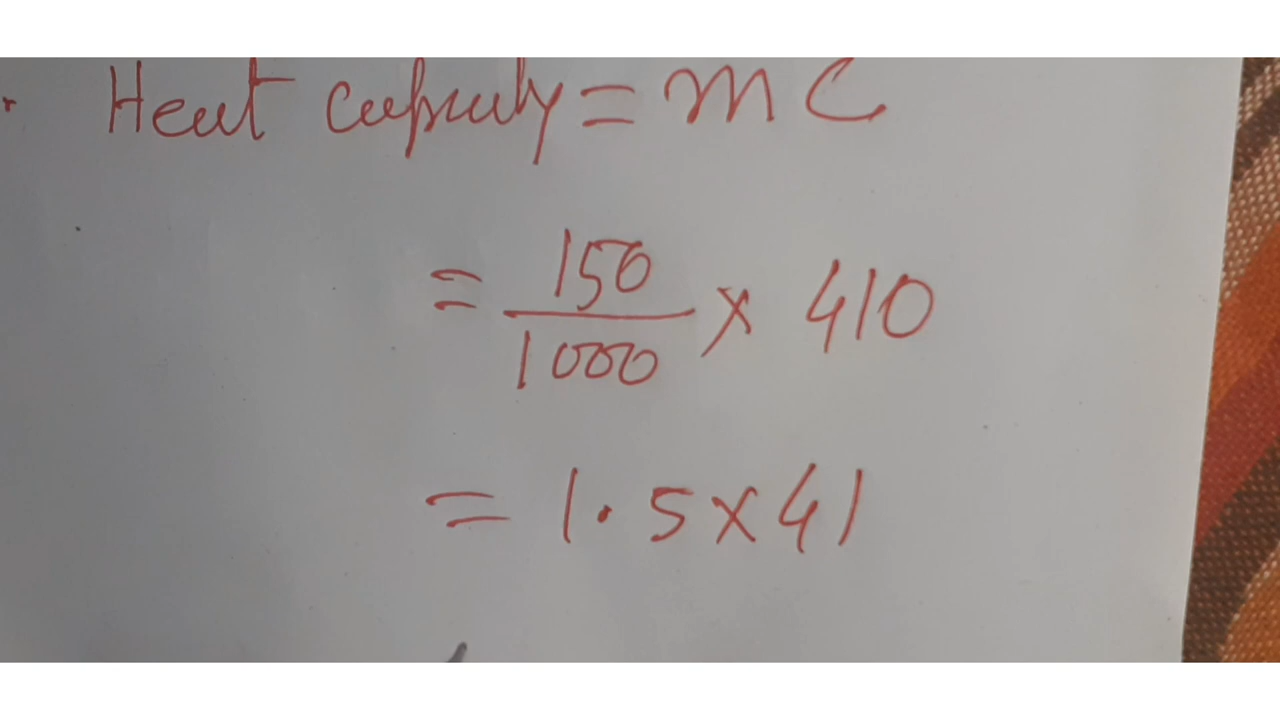 Heat capacity = mC
= 150/1000 × 410
= 1.5×41